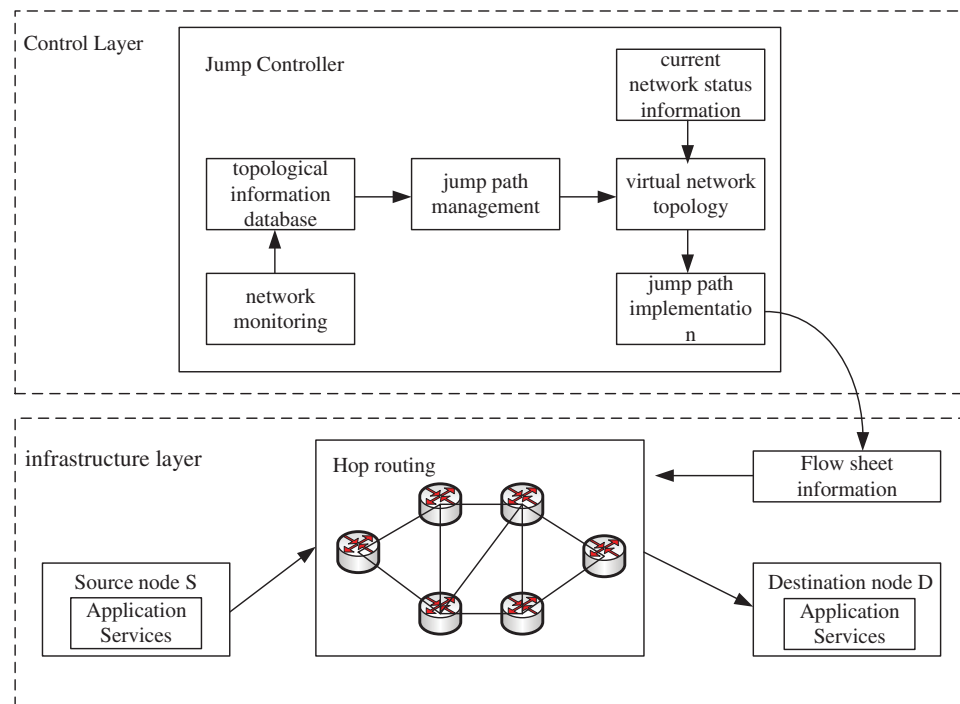 Control Layer
Jump Controller
current
network status
information
topological
information
database
jump path
management
virtual network
topology
network
monitoring
jump path
implementatio
n
infrastructure layer
Hop routing
Flow sheet
information
Source node S
Application
Services
Destination node D
Application
Services